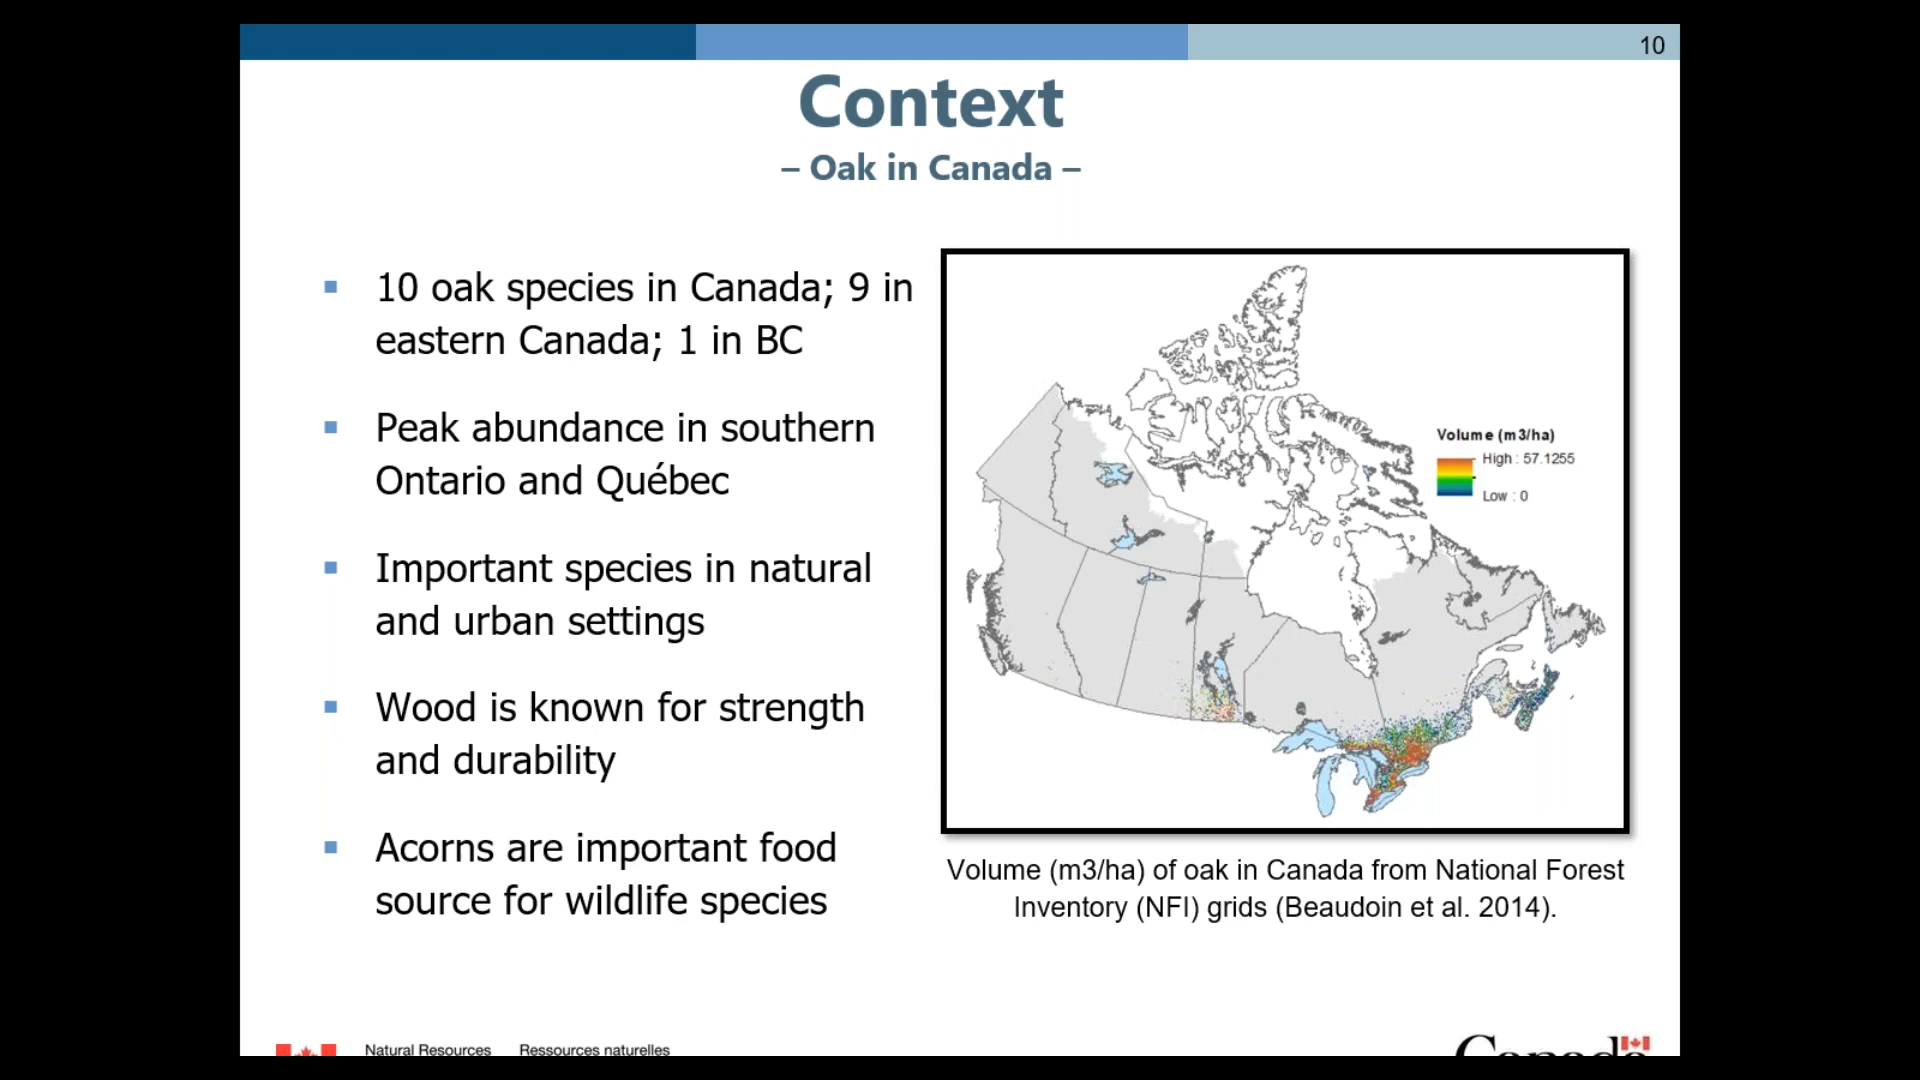 10
Context
– Oak in Canada –
▪ 10 oak species in Canada; 9 in
eastern Canada; 1 in BC
▪ Peak abundance in southern
Ontario and Québec
▪ Important species in natural
and urban settings
▪ Wood is known for strength
and durability
▪ Acorns are important food
source for wildlife species
Volume (m3/ha)
High : 57.1255
Low : 0
Volume (m3/ha) of oak in Canada from National Forest
Inventory (NFI) grids (Beaudoin et al. 2014).
Natural Resources Ressources naturelles
Canada